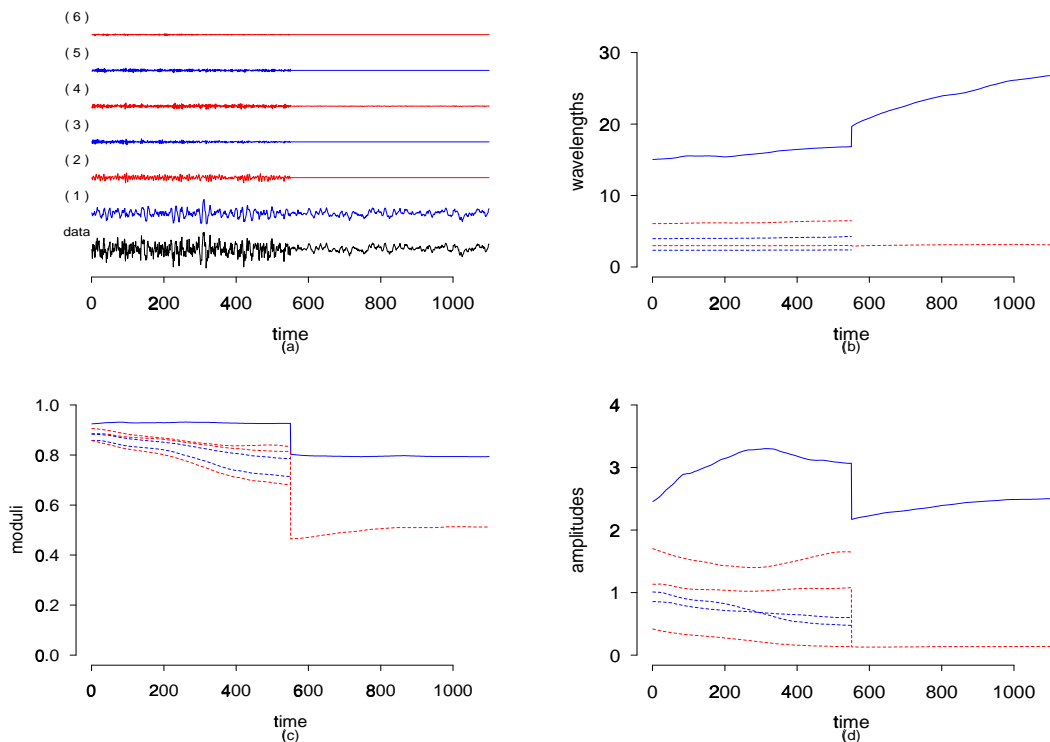 ( 6 )
( 5 )
( 4 )
( 3 )
( 2 )
( 1 )
data
0 200 400 600 800 1000
time
(a)
30
20
10
0
wavelengths
0 200 400 600 800 1000
time
(b)
1.0
0.8
0.6
0.4
0.2
0.0
moduli
0 200 400 600 800 1000
time
(c)
4
3
2
1
0
amplitudes
0 200 400 600 800 1000
time
(d)